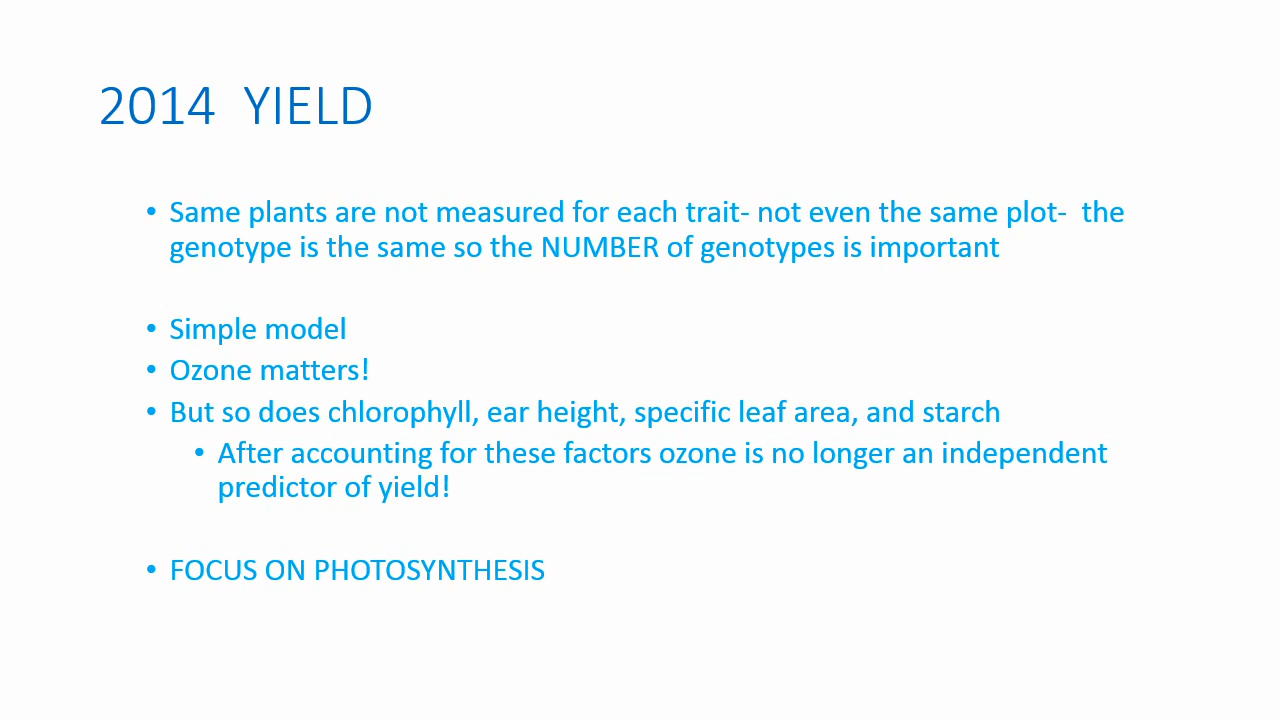 2014  YIELD
• Same plants are not measured for each trait- not even the same plot-  the
genotype is the same so the NUMBER of genotypes is important
• Simple model
• Ozone matters!
• But so does chlorophyll, ear height, specific leaf area, and starch
• After accounting for these factors ozone is no longer an independent
predictor of yield!
• FOCUS ON PHOTOSYNTHESIS